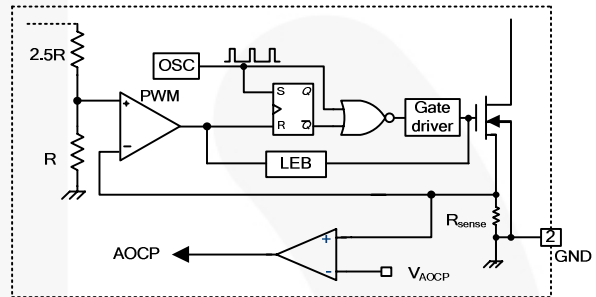 2.5R
OSC
PWM
+
-
R
S Q
R Q̅
Gate
driver
LEB
R_sense
2
GND
AOCP
+
-
V_AOCP